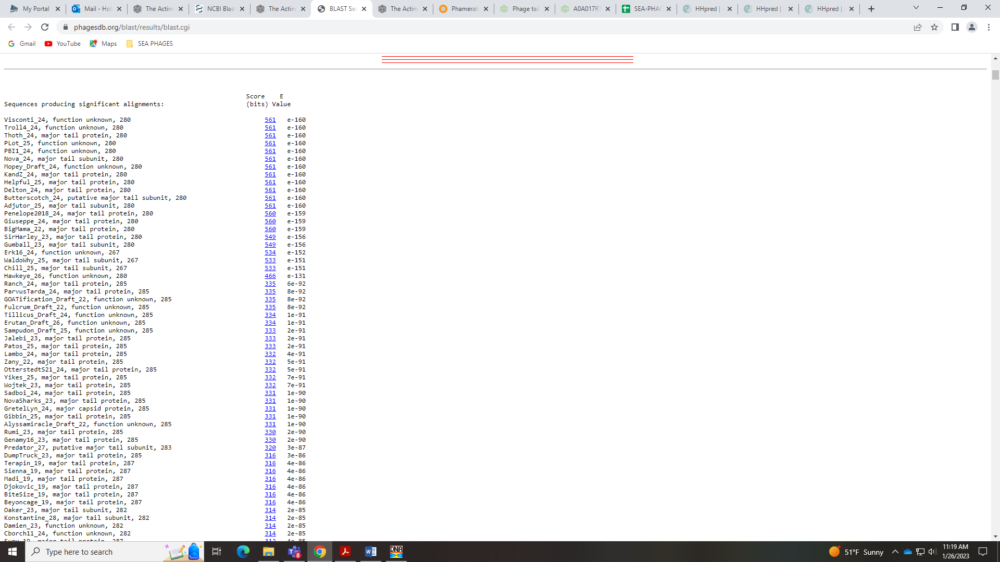 My Portal
Mail - Hol
The Actino
NCBI Blast
The Actino
BLAST Sea
The Actino
Phamerato
Phage tail
A0A017RT
SEA-PHAG
HHpred |
HHpred |
HHpred |
phagesdb.org/blast/results/blast.cgi
Gmail YouTube Maps SEA PHAGES
Score E
Sequences producing significant alignments: (bits) Value
Visconti_24, function unknown, 280 561 e-160
Troll4_24, function unknown, 280 561 e-160
Thoth_24, major tail protein, 280 561 e-160
PLot_25, function unknown, 280 561 e-160
PBI1_24, function unknown, 280 561 e-160
Nova_24, major tail subunit, 280 561 e-160
Mopey_Draft_24, function unknown, 280 561 e-160
KandZ_24, major tail protein, 280 561 e-160
Helpful_25, major tail protein, 280 561 e-160
Delton_24, major tail protein, 280 561 e-160
Butterscotch_24, putative major tail subunit, 280 561 e-160
Adjutor_25, major tail subunit, 280 561 e-160
Penelope2018_24, major tail protein, 280 560 e-159
Giuseppe_24, major tail protein, 280 560 e-159
BigMama_22, major tail protein, 280 560 e-159
SirHarley_23, major tail protein, 280 549 e-156
Gumball_23, major tail subunit, 280 549 e-156
Erk16_24, function unknown, 267 534 e-152
WaldoWhy_25, major tail subunit, 267 533 e-151
Chill_25, major tail subunit, 267 533 e-151
Hawkeye_26, function unknown, 280 466 e-131
Ranch_24, major tail protein, 285 335 6e-92
ParvusTarda_24, major tail protein, 285 335 8e-92
GOATification_Draft_22, function unknown, 285 335 8e-92
Fulcrum_Draft_22, function unknown, 285 335 8e-92
Tillicus_Draft_24, function unknown, 285 334 1e-91
Erutan_Draft_26, function unknown, 285 334 1e-91
Sampudon_Draft_25, function unknown, 285 333 2e-91
Jalebi_23, major tail protein, 285 333 2e-91
Patos_25, major tail protein, 285 333 2e-91
Lambo_24, major tail protein, 285 332 4e-91
Zany_22, major tail protein, 285 332 5e-91
OtterstedtS21_24, major tail protein, 285 332 5e-91
Yikes_25, major tail protein, 285 332 7e-91
Wojtek_23, major tail protein, 285 332 7e-91
Sadboi_24, major tail protein, 285 331 1e-90
NovaSharks_23, major tail protein, 285 331 1e-90
GretelLyn_24, major capsid protein, 285 331 1e-90
Gibbin_25, major tail protein, 285 331 1e-90
Alyssamiracle_Draft_22, function unknown, 285 331 1e-90
Rumi_23, major tail protein, 285 330 2e-90
Genamy16_23, major tail protein, 285 330 2e-90
Predator_27, putative major tail subunit, 283 320 3e-87
DumpTruck_23, major tail protein, 285 316 3e-86
Terapin_19, major tail protein, 287 316 4e-86
Sienna_19, major tail protein, 287 316 4e-86
Madi_19, major tail protein, 287 316 4e-86
Djokovic_19, major tail protein, 287 316 4e-86
BiteSize_19, major tail protein, 287 316 4e-86
Beyoncage_19, major tail protein, 287 316 4e-86
Oaker_23, major tail subunit, 282 314 2e-85
Konstantine_28, major tail subunit, 282 314 2e-85
Damien_23, function unknown, 282 314 2e-85
Cborch11_24, function unknown, 282 314 2e-85
Suzy_19, major tail protein, 287 312 4e-85
Type here to search
8
DNA
51°F Sunny
11:19 AM
1/26/2023